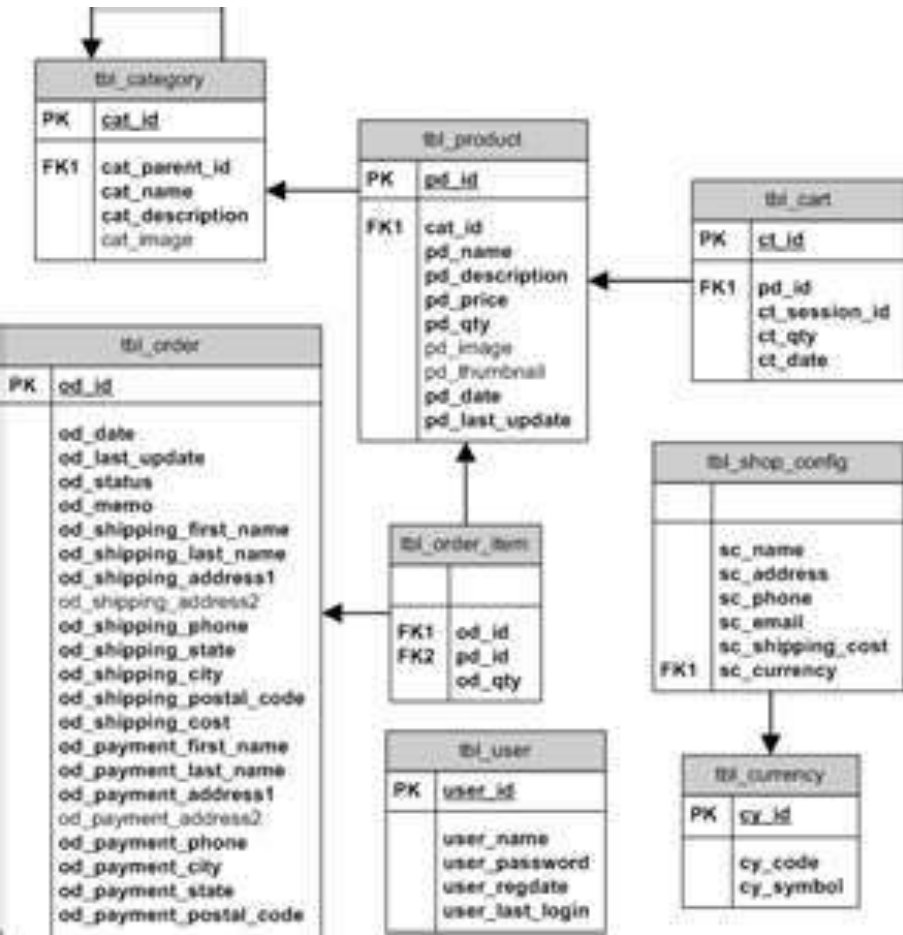 tbl_category
PK cat_id
FK1 cat_parent_id
cat_name
cat_description
cat_image
tbl_product
PK pd_id
FK1 cat_id
pd_name
pd_description
pd_price
pd_qty
pd_image
pd_thumbnail
pd_date
pd_last_update
tbl_cart
PK ct_id
FK1 pd_id
ct_session_id
ct_qty
ct_date
tbl_order
PK od_id
od_date
od_last_update
od_status
od_memo
od_shipping_first_name
od_shipping_last_name
od_shipping_address1
od_shipping_address2
od_shipping_phone
od_shipping_state
od_shipping_city
od_shipping_postal_code
od_shipping_cost
od_payment_first_name
od_payment_last_name
od_payment_address1
od_payment_address2
od_payment_phone
od_payment_city
od_payment_state
od_payment_postal_code
tbl_order_item
FK1 od_id
FK2 pd_id
od_qty
tbl_shop_config
sc_name
sc_address
sc_phone
sc_email
sc_shipping_cost
FK1 sc_currency
tbl_user
PK user_id
user_name
user_password
user_regdate
user_last_login
tbl_currency
PK cy_id
cy_code
cy_symbol